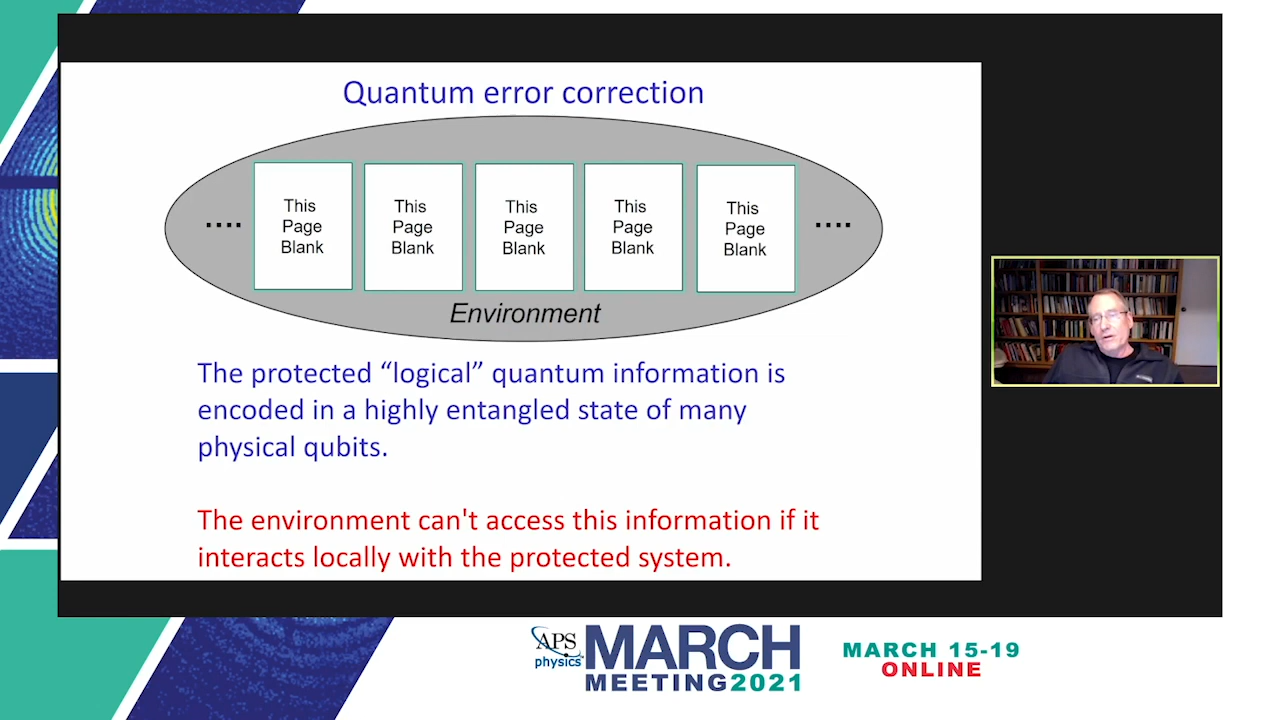 Quantum error correction
....
This
Page
Blank
This
Page
Blank
This
Page
Blank
This
Page
Blank
This
Page
Blank
....
Environment
The protected “logical” quantum information is
encoded in a highly entangled state of many
physical qubits.
The environment can't access this information if it
interacts locally with the protected system.
APS
physics
MARCH
MEETING2021
MARCH 15-19
ONLINE